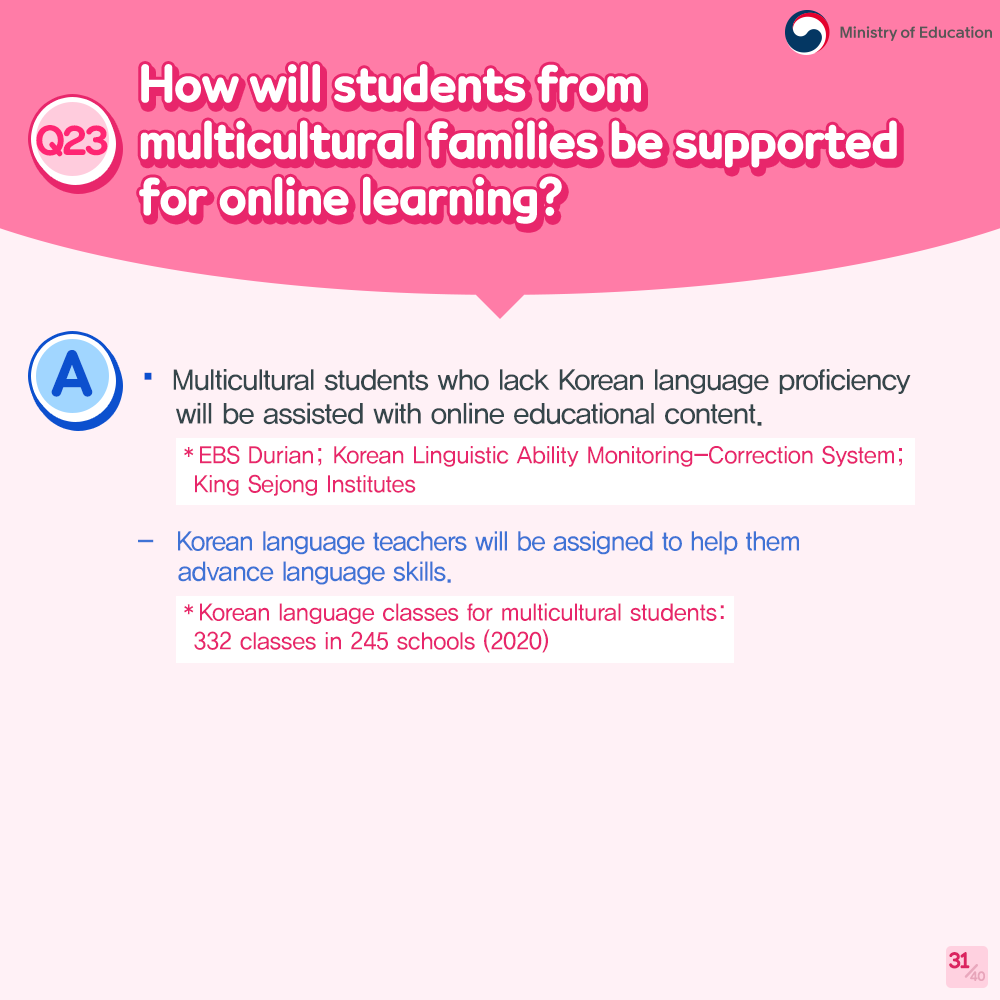 Ministry of Education
Q23
How will students from
multicultural families be supported
for online learning?
A
▪ Multicultural students who lack Korean language proficiency
will be assisted with online educational content.
* EBS Durian; Korean Linguistic Ability Monitoring-Correction System;
King Sejong Institutes
– Korean language teachers will be assigned to help them
advance language skills.
* Korean language classes for multicultural students:
332 classes in 245 schools (2020)
31/40